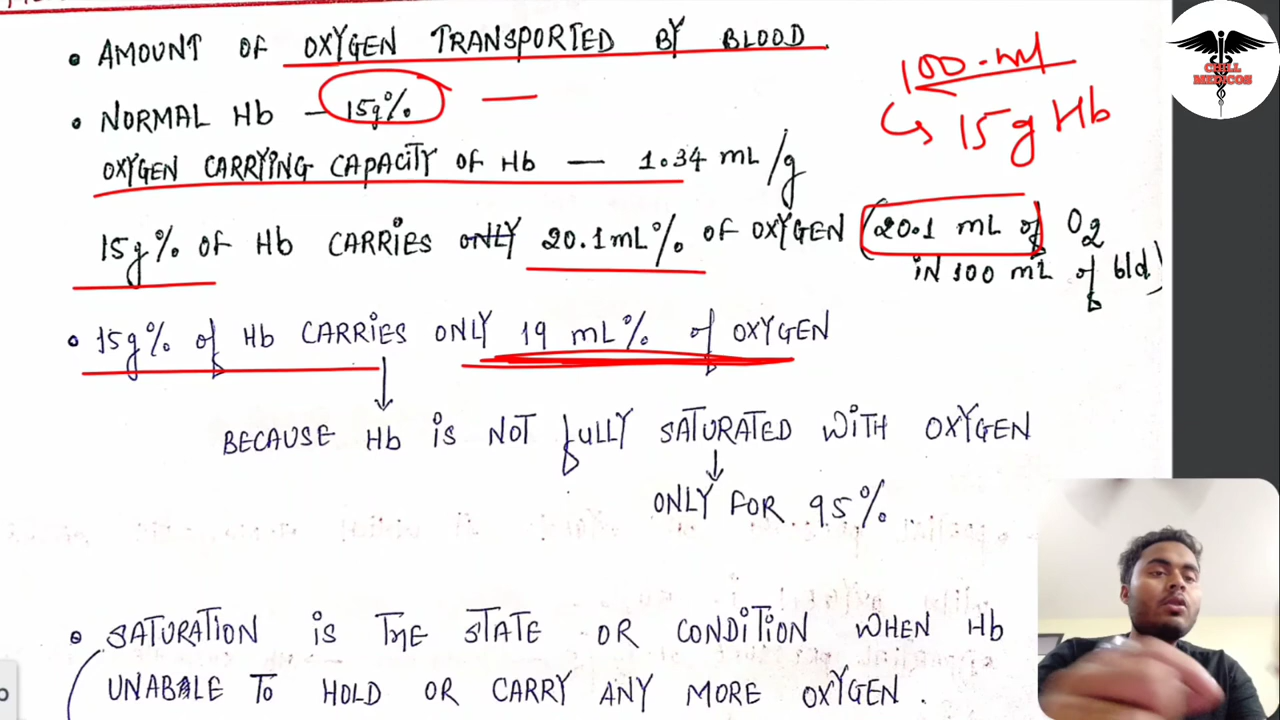 • AMOUNT OF OXYGEN TRANSPORTED BY BLOOD.
• NORMAL Hb – 15g%
100 ml
↳ 15g Hb
OXYGEN CARRYING CAPACITY OF Hb — 1.34 mL/g
15g% OF Hb CARRIES ONLY 20.1mL% OF OXYGEN (20.1 mL of O2
in 100 mL of bld)
• 15g% of Hb CARRIES ONLY 19 mL% of OXYGEN
BECAUSE Hb is NOT fULLY SATURATED WITH OXYGEN
ONLY FOR 95%
• SATURATION is THE STATE OR CONDITION WHEN Hb
UNABLE TO HOLD OR CARRY ANY MORE OXYGEN.
CHILL
MEDICOS